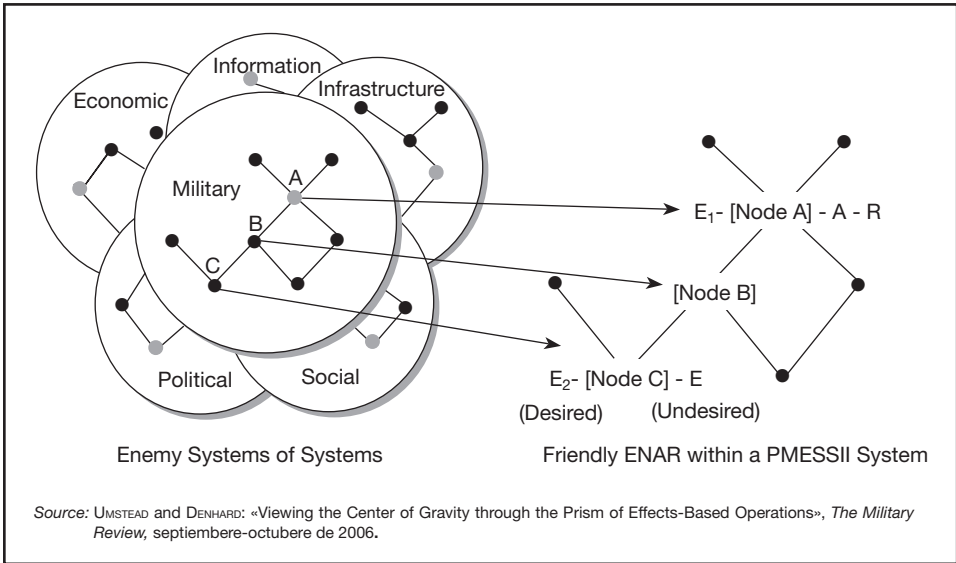 Information
Economic
Infrastructure
Military
A
B
C
Political
Social
E₁- [Node A] - A - R
[Node B]
E₂- [Node C] - E
(Desired) (Undesired)
Enemy Systems of Systems
Friendly ENAR within a PMESSII System
Source: UMSTEAD and DENHARD: «Viewing the Center of Gravity through the Prism of Effects-Based Operations», The Military
Review, septiembere-octubere de 2006.